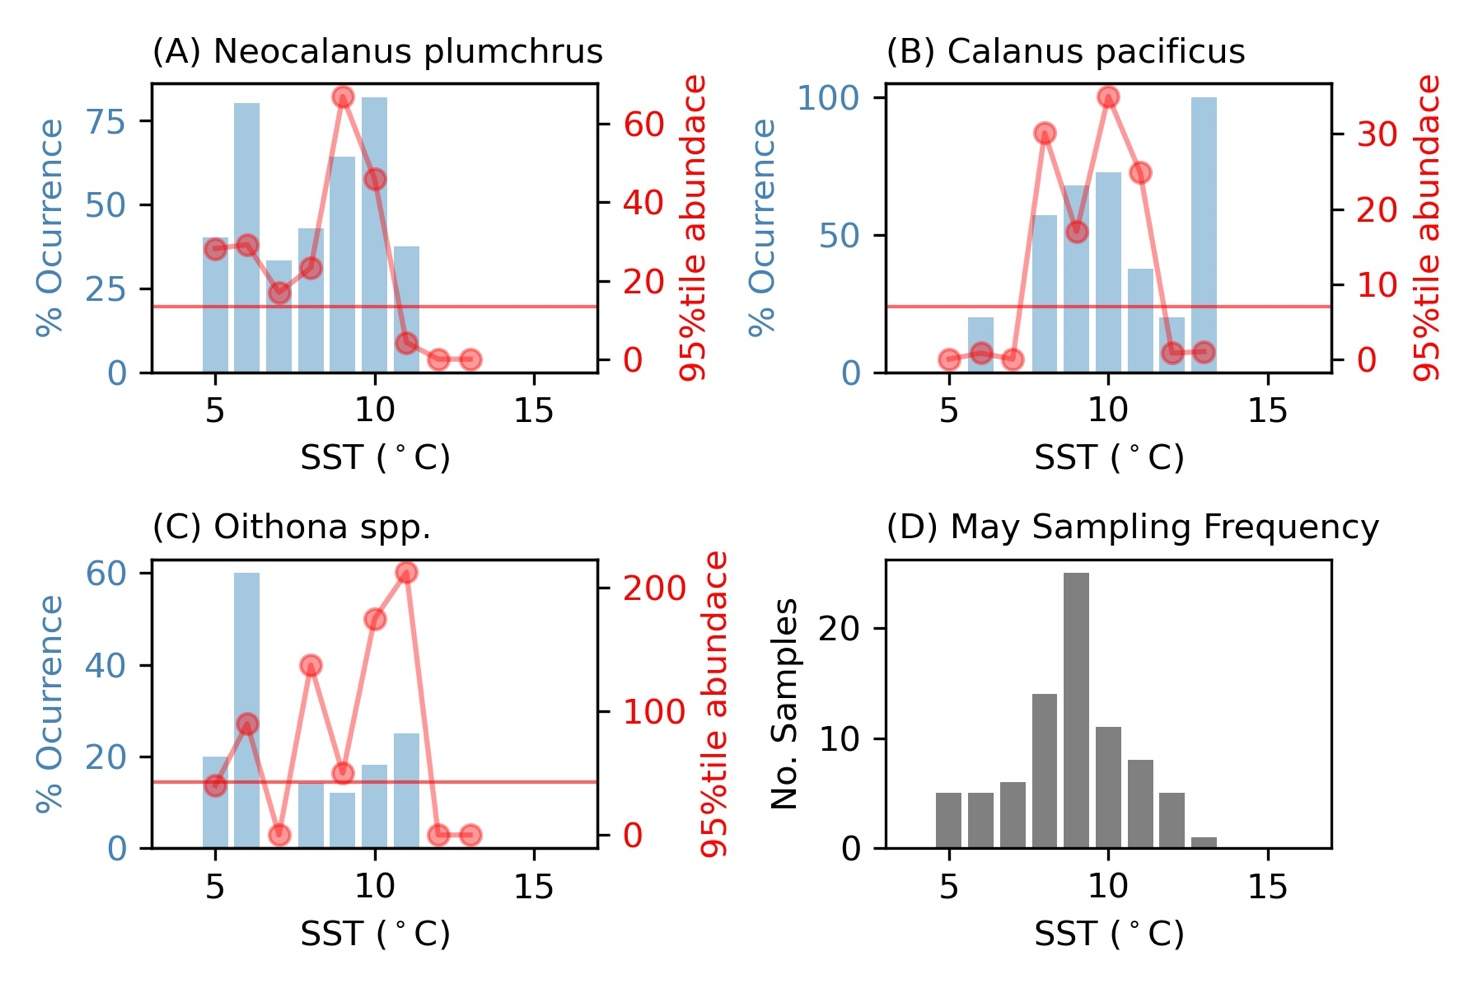 (A) Neocalanus plumchrus
% Ocurrence
75
50
25
0
60
40
20
0
95%tile abundace
5
10
15
SST (°C)
(B) Calanus pacificus
% Ocurrence
100
50
0
30
20
10
0
95%tile abundace
5
10
15
SST (°C)
(C) Oithona spp.
% Ocurrence
60
40
20
0
200
100
0
95%tile abundace
5
10
15
SST (°C)
(D) May Sampling Frequency
No. Samples
20
10
0
5
10
15
SST (°C)